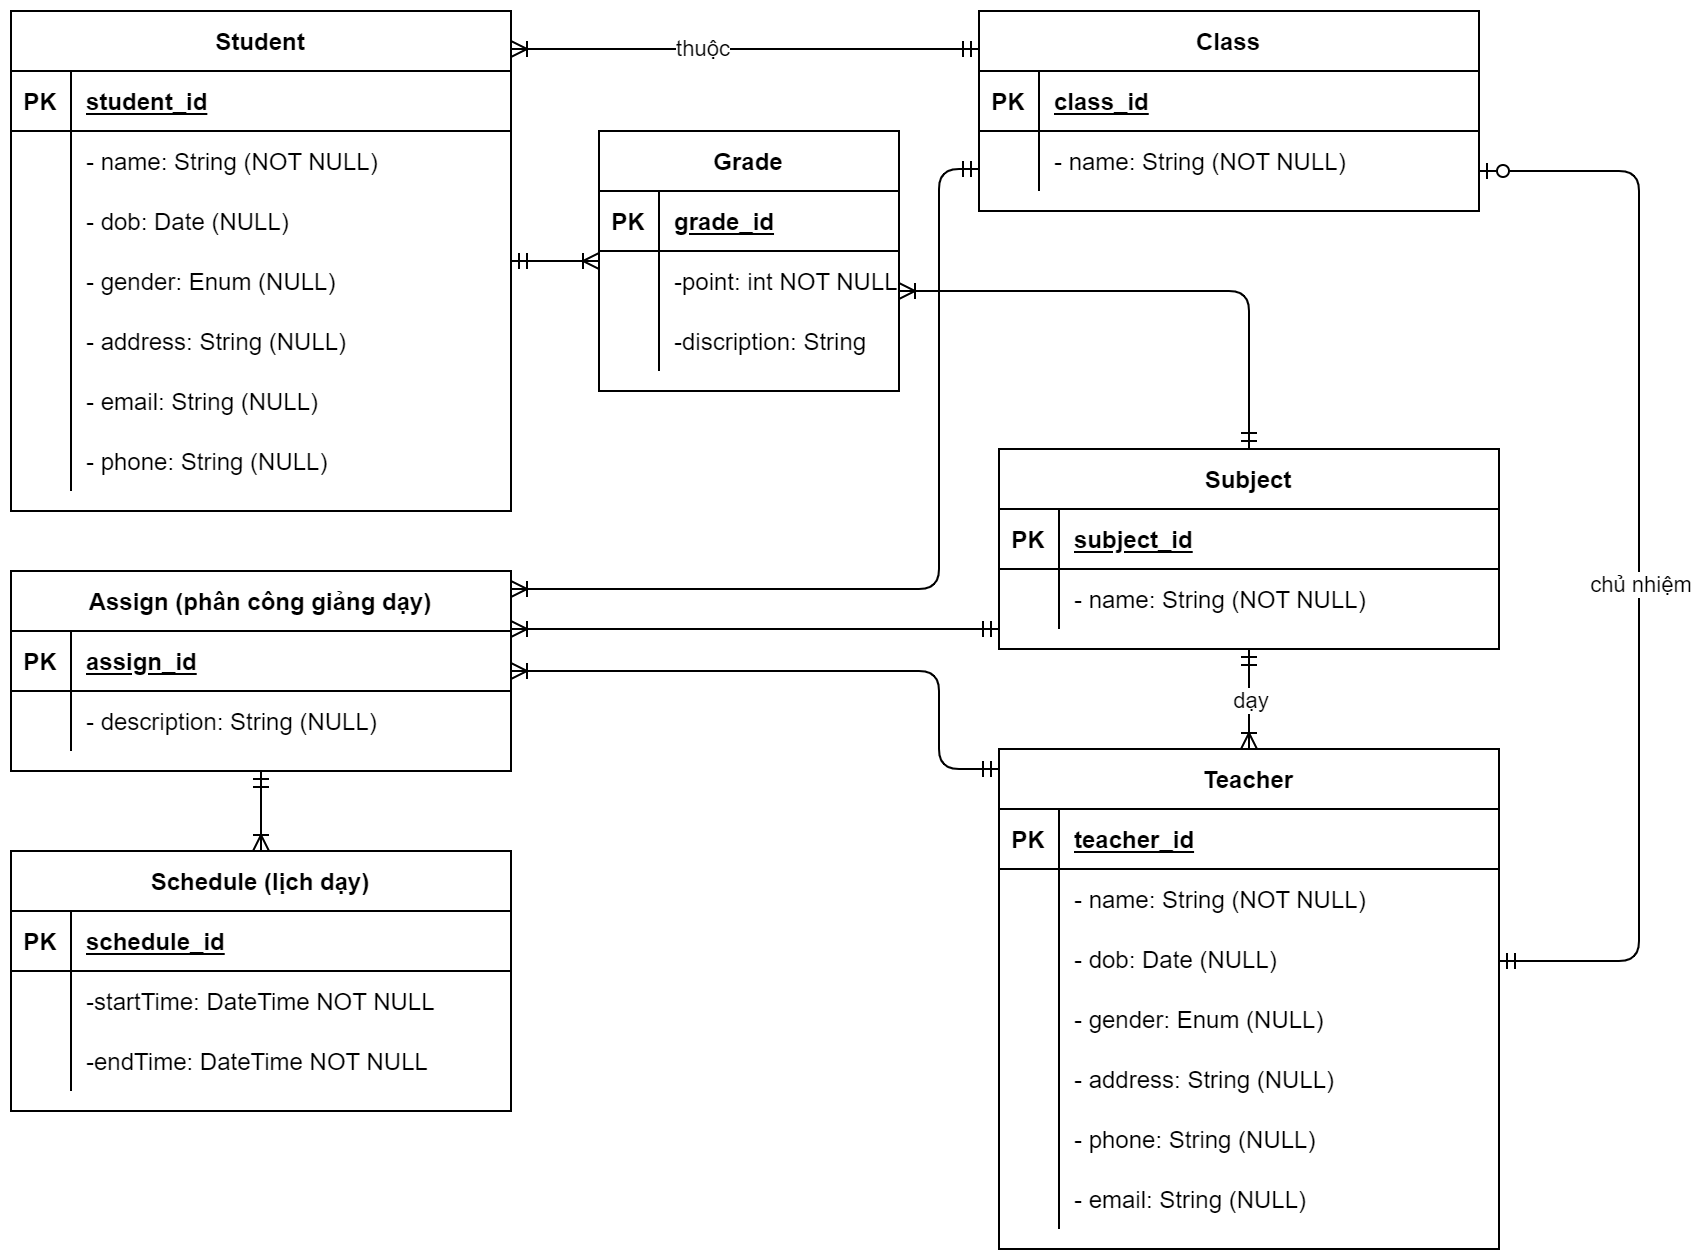 Student
PK student_id
- name: String (NOT NULL)
- dob: Date (NULL)
- gender: Enum (NULL)
- address: String (NULL)
- email: String (NULL)
- phone: String (NULL)
thuộc
Class
PK class_id
- name: String (NOT NULL)
Grade
PK grade_id
-point: int NOT NULL
-discription: String
Subject
PK subject_id
- name: String (NOT NULL)
chủ nhiệm
Assign (phân công giảng dạy)
PK assign_id
- description: String (NULL)
dạy
Teacher
PK teacher_id
- name: String (NOT NULL)
- dob: Date (NULL)
- gender: Enum (NULL)
- address: String (NULL)
- phone: String (NULL)
- email: String (NULL)
Schedule (lịch dạy)
PK schedule_id
-startTime: DateTime NOT NULL
-endTime: DateTime NOT NULL